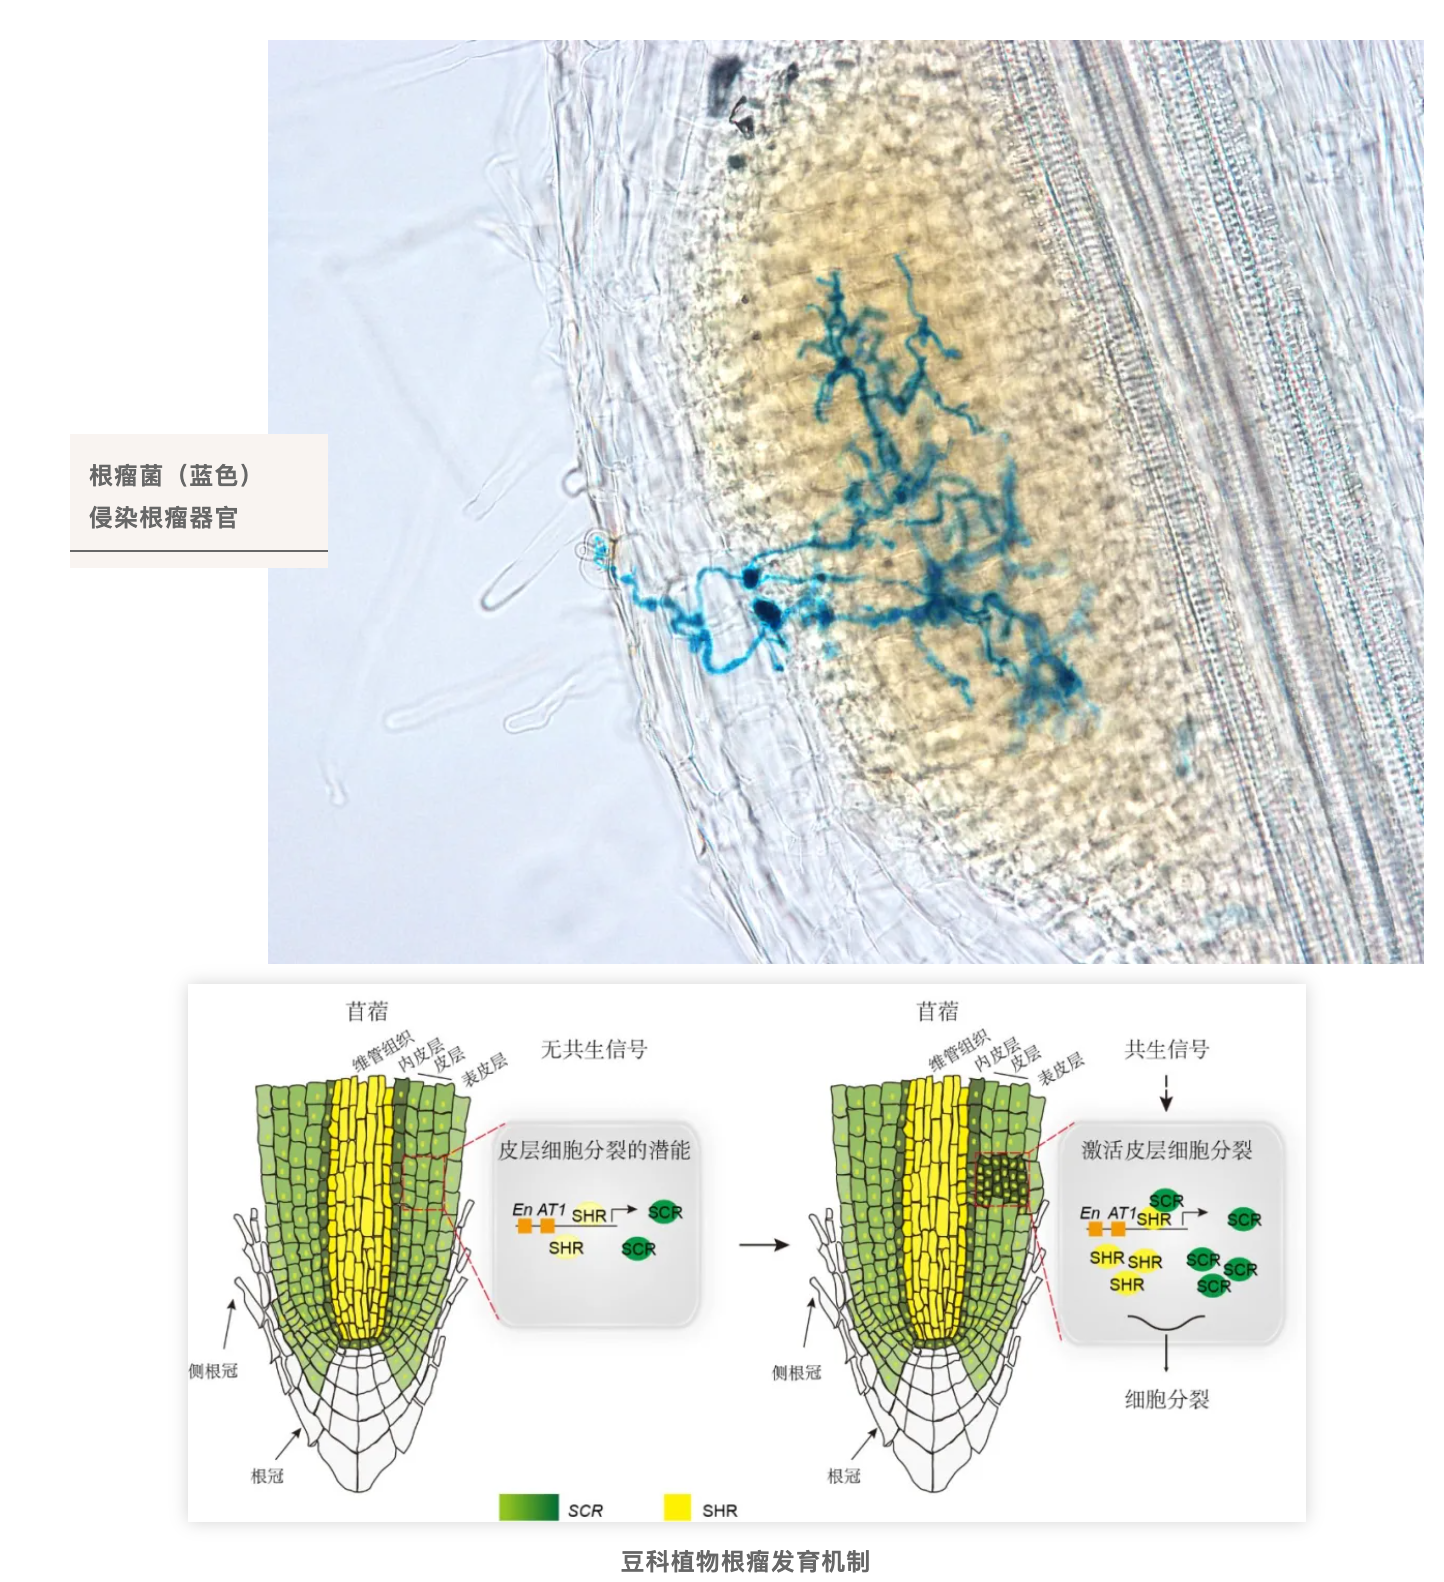 根瘤菌（蓝色）
侵染根瘤器官
苜蓿
维管组织
内皮层
皮层
表皮层
无共生信号
皮层细胞分裂的潜能
En AT1
SHR
SCR
SHR
SCR
侧根冠
根冠
苜蓿
维管组织
内皮层
皮层
表皮层
共生信号
激活皮层细胞分裂
En AT1
SHR
SCR
SCR
SHR
SHR
SHR
SCR
SCR
SCR
细胞分裂
侧根冠
根冠
SCR
SHR
豆科植物根瘤发育机制